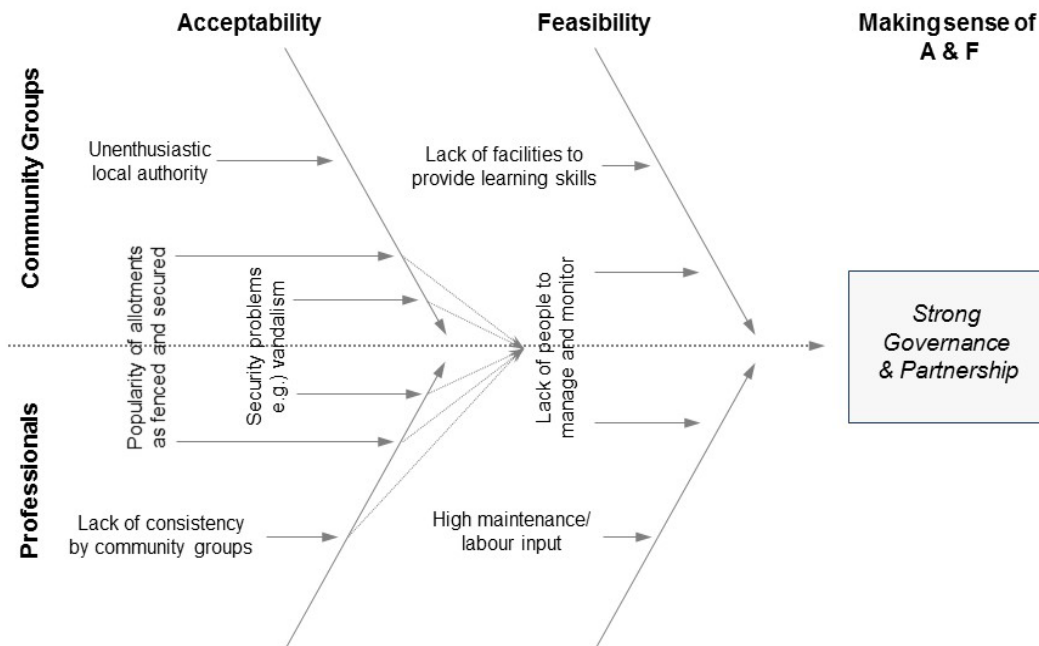 Acceptability
Feasibility
Making sense of
A & F
Community Groups
Unenthusiastic
local authority
Lack of facilities to
provide learning skills
Popularity of allotments
as fenced and secured
Security problems
e.g.) vandalism
Lack of people to
manage and monitor
Strong
Governance
& Partnership
Professionals
Lack of consistency
by community groups
High maintenance/
labour input